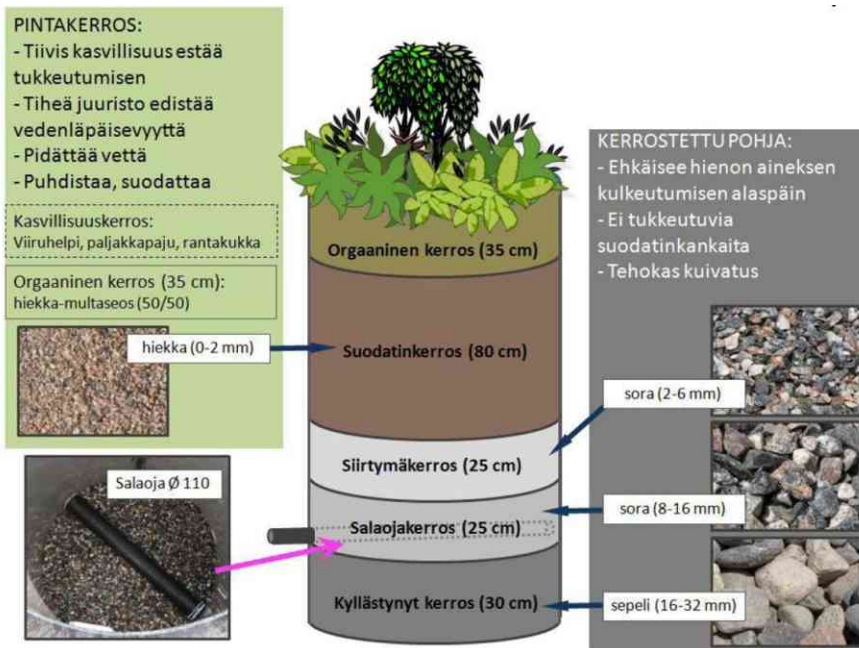 PINTAKERROS:
- Tiivis kasvillisuus estää
tukkeutumisen
- Tiheä juuristo edistää
vedenläpäisevyyttä
- Pidättää vettä
- Puhdistaa, suodattaa
Kasvillisuuskerros:
Viiruhelpi, paljakkapaju, rantakukka
Orgaaninen kerros (35 cm):
hiekka-multaseos (50/50)
hiekka (0-2 mm)
Salaoja Ø 110
Orgaaninen kerros (35 cm)
Suodatinkerros (80 cm)
Siirtymäkerros (25 cm)
Salaojakerros (25 cm)
Kyllästynyt kerros (30 cm)
KERROSTETTU POHJA:
- Ehkäisee hienon aineksen
kulkeutumisen alaspäin
- Ei tukkeutuvia
suodatinkankaita
- Tehokas kuivatus
sora (2-6 mm)
sora (8-16 mm)
sepeli (16-32 mm)